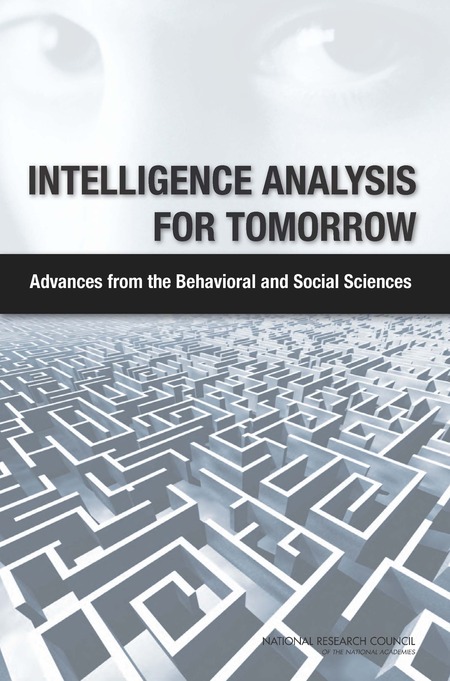 INTELLIGENCE ANALYSIS
FOR TOMORROW
Advances from the Behavioral and Social Sciences
NATIONAL RESEARCH COUNCIL
OF THE NATIONAL ACADEMIES